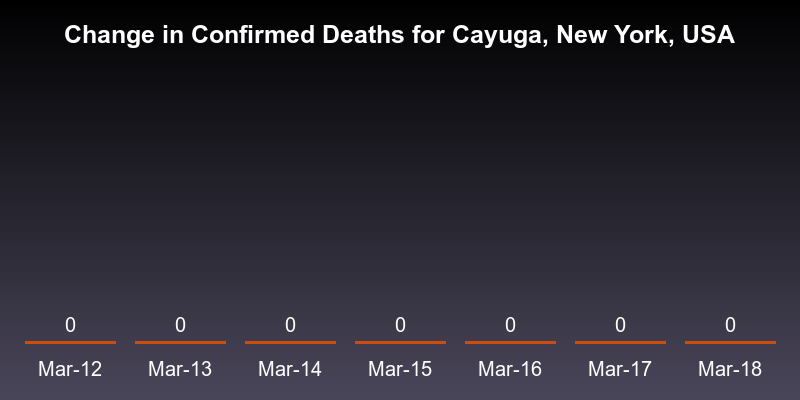 Change in Confirmed Deaths for Cayuga, New York, USA
0 0 0 0 0 0 0
Mar-12 Mar-13 Mar-14 Mar-15 Mar-16 Mar-17 Mar-18